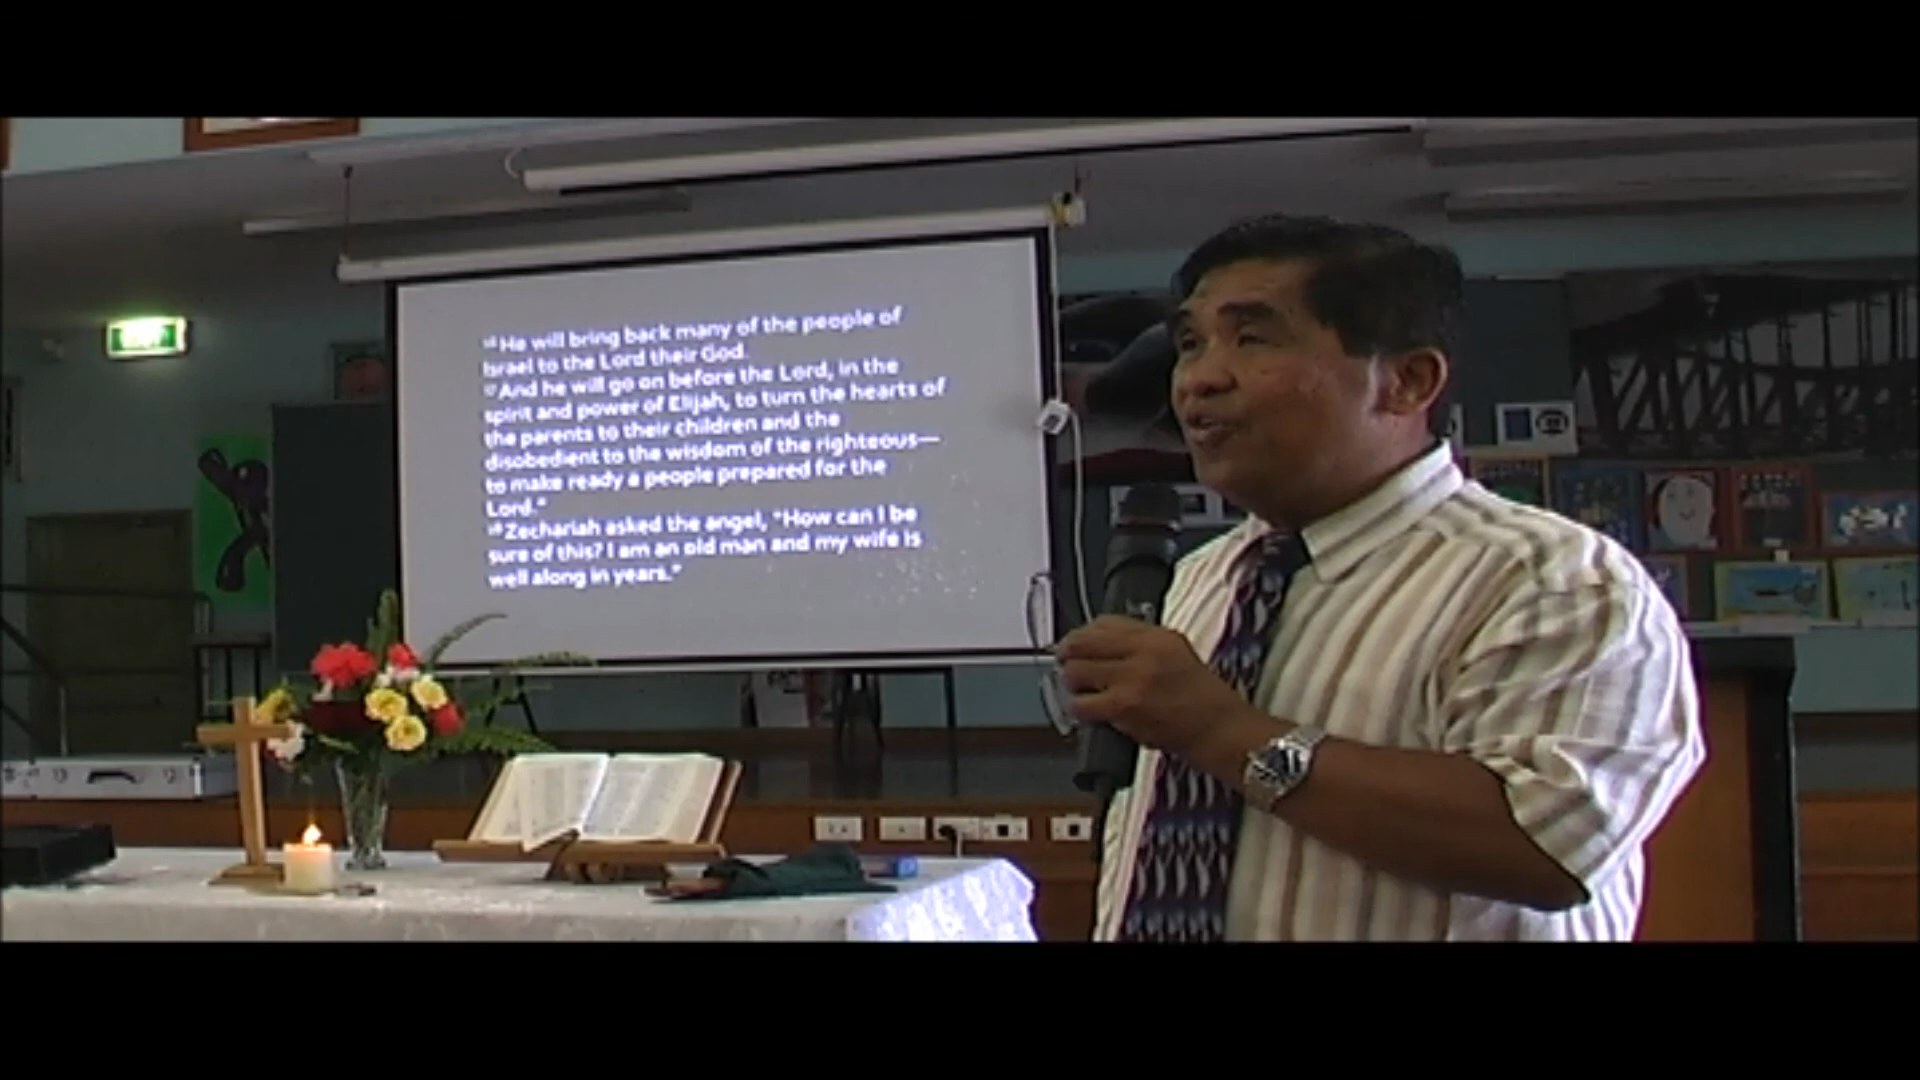 16 He will bring back many of the people of
Israel to the Lord their God.
17 And he will go on before the Lord, in the
spirit and power of Elijah, to turn the hearts of
the parents to their children and the
disobedient to the wisdom of the righteous—
to make ready a people prepared for the
Lord.”
18 Zechariah asked the angel, “How can I be
sure of this? I am an old man and my wife is
well along in years.”